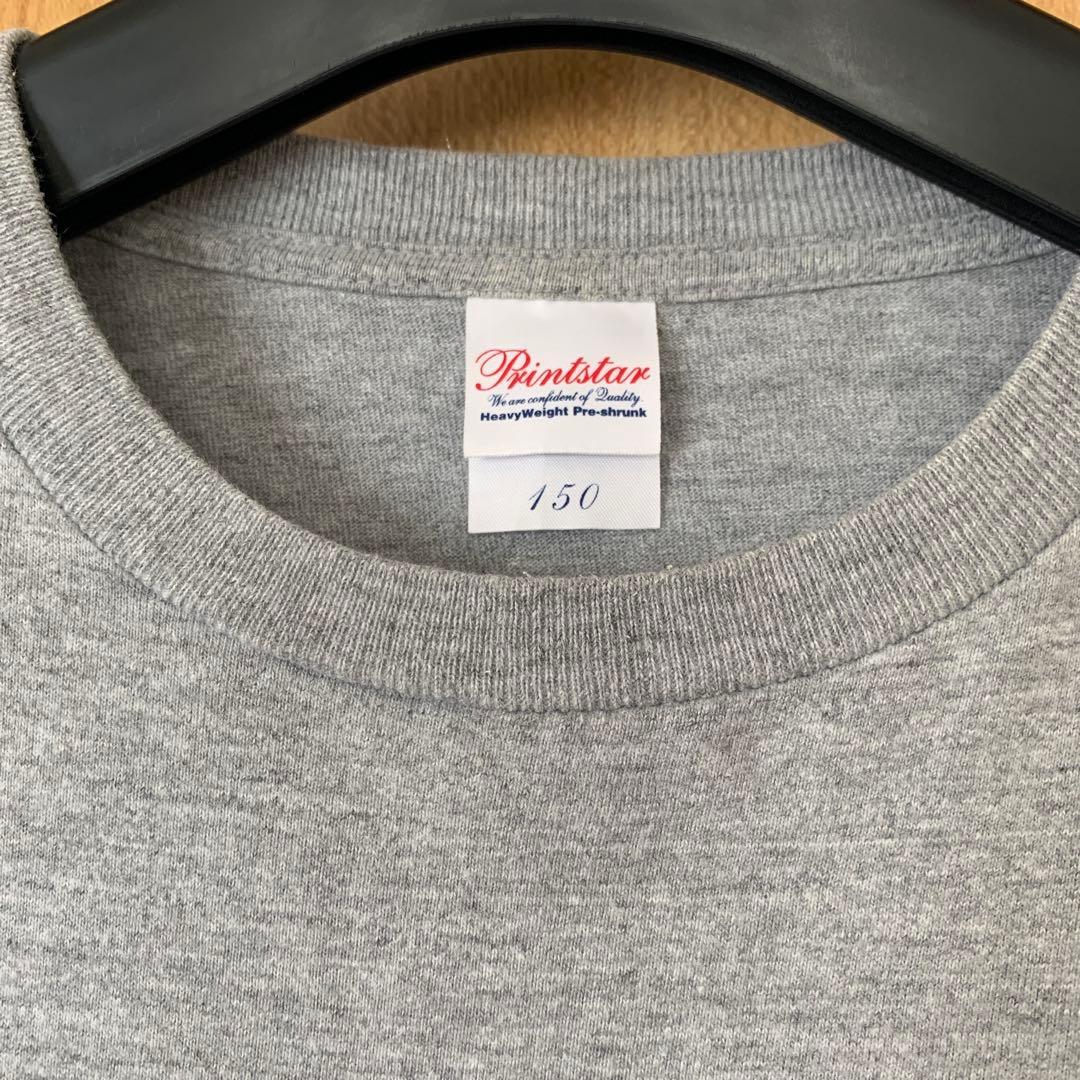 Printstar
We are confident of Quality.
HeavyWeight Pre-shrunk
150